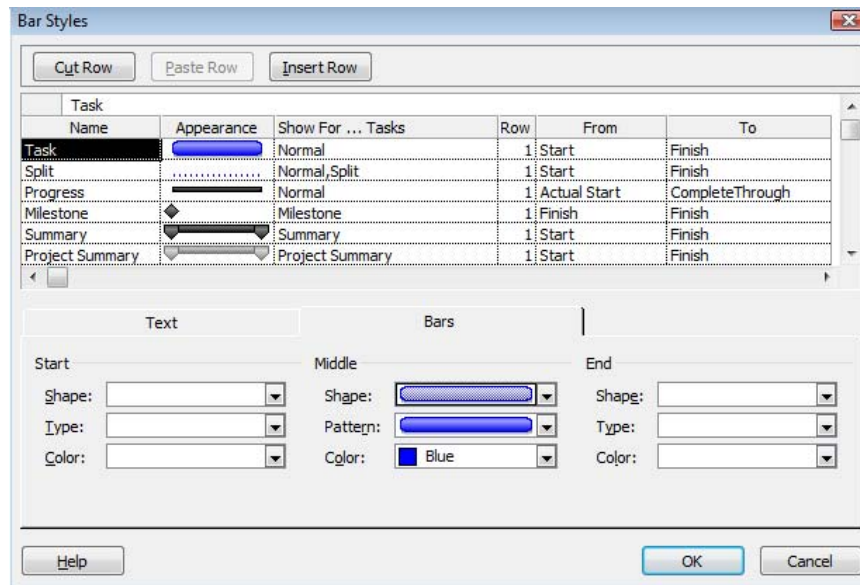 Bar Styles
Cut Row Paste Row Insert Row
Task
Name Appearance Show For ... Tasks Row From To
Task Normal 1 Start Finish
Split Normal,Split 1 Start Finish
Progress Normal 1 Actual Start CompleteThrough
Milestone Milestone 1 Finish Finish
Summary Summary 1 Start Finish
Project Summary Project Summary 1 Start Finish
Text Bars
Start Middle End
Shape: Shape: Shape:
Type: Pattern: Type:
Color: Color: Blue Color:
Help OK Cancel